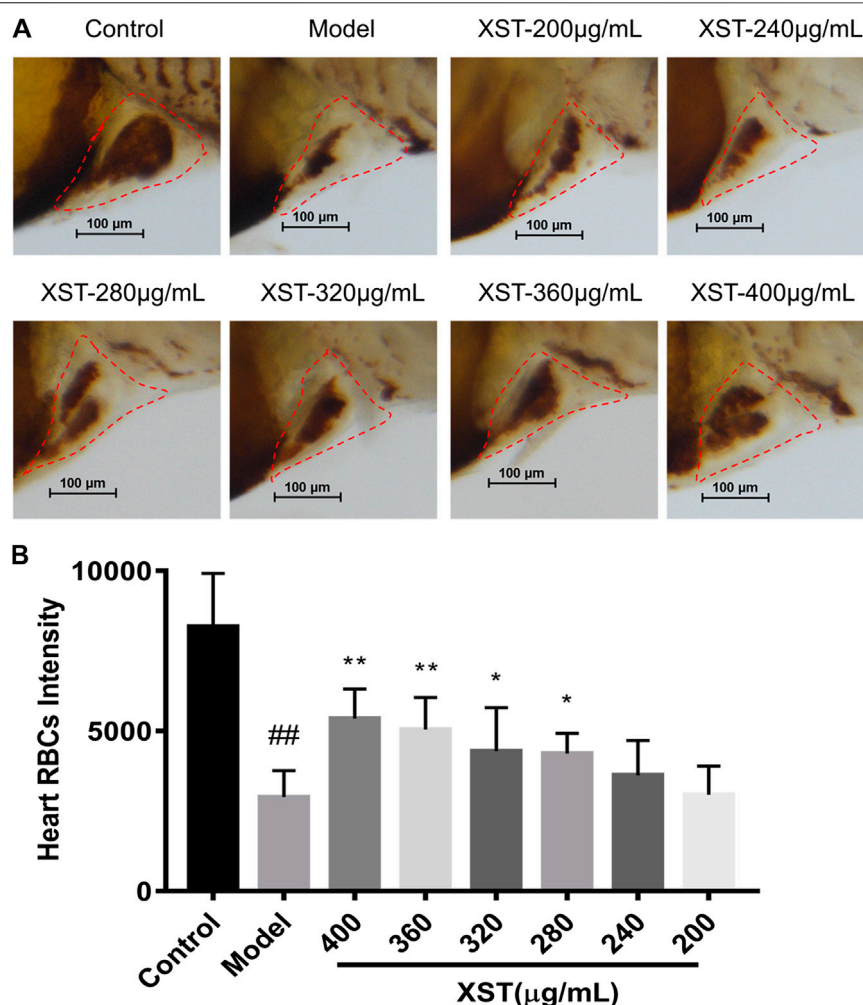 A
Control Model XST-200µg/mL XST-240µg/mL
100 µm 100 µm 100 µm 100 µm
XST-280µg/mL XST-320µg/mL XST-360µg/mL XST-400µg/mL
100 µm 100 µm 100 µm 100 µm
B
10000
5000
0
Heart RBCs Intensity
##
**
**
*
*
Control Model 400 360 320 280 240 200
XST(µg/mL)